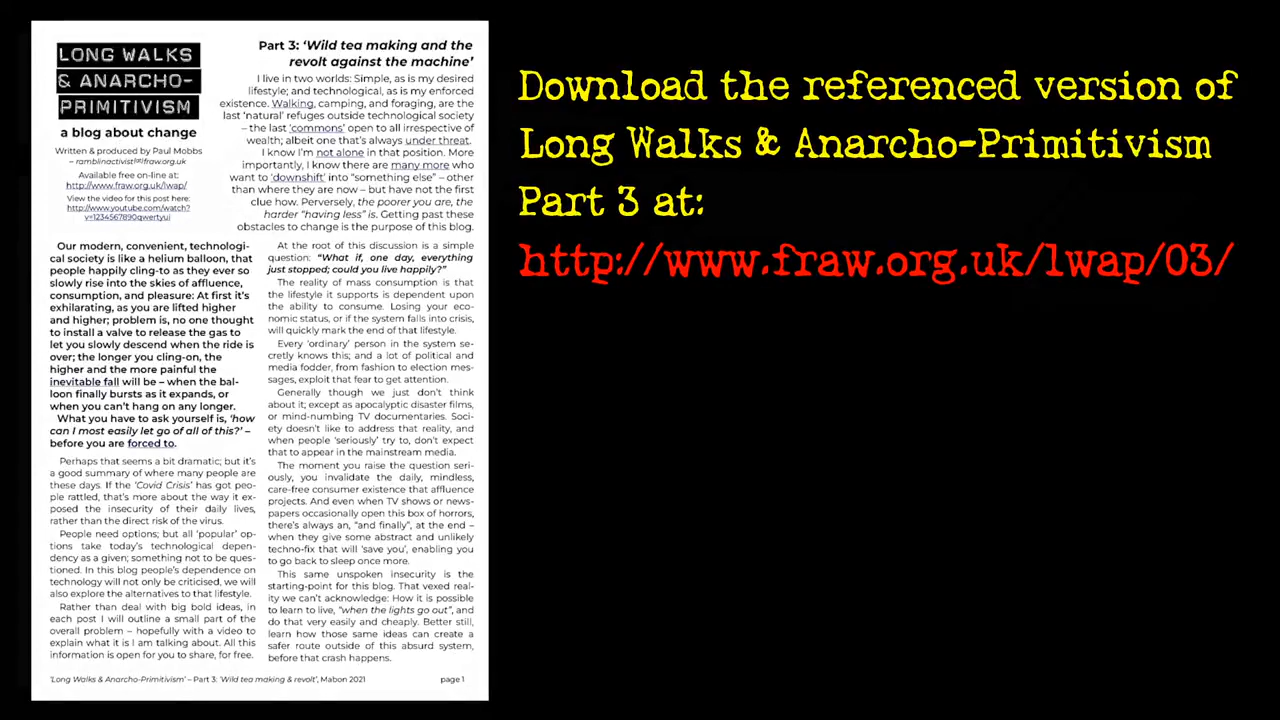 LONG WALKS
& ANARCHO-
PRIMITIVISM
a blog about change
Written & produced by Paul Mobbs
Available free on-line at:
http://www.fraw.org.uk/lwap/
View the video for this post here:
http://www.youtube.com/watch?
v=1234567890qwertyui
Part 3: ‘Wild tea making and the
revolt against the machine’
I live in two worlds: Simple, as is my desired
lifestyle; and technological, as is my enforced
existence. Walking, camping, and foraging, are the
last ‘natural’ refuges outside technological society
– the last ‘commons’ open to all irrespective of
wealth; albeit one that’s always under threat.
I know I’m not alone in that position. More
importantly, I know there are many more who
want to ‘downshift’ into “something else” – other
than where they are now – but have not the first
clue how. Perversely, the poorer you are, the
harder “having less” is. Getting past these
obstacles to change is the purpose of this blog.
Our modern, convenient, technologi-
cal society is like a helium balloon, that
people happily cling-to as they ever so
slowly rise into the skies of affluence,
consumption, and pleasure: At first it’s
exhilarating, as you are lifted higher
and higher; problem is, no one thought
to install a valve to release the gas to
let you slowly descend when the ride is
over; the longer you cling-on, the
higher and the more painful the
inevitable fall will be – when the bal-
loon finally bursts as it expands, or
when you can’t hang on any longer.
What you have to ask yourself is, ‘how
can I most easily let go of all of this?’ –
before you are forced to.
Perhaps that seems a bit dramatic; but it’s
a good summary of where many people are
these days. If the ‘Covid Crisis’ has got peo-
ple rattled, that’s more about the way it ex-
posed the insecurity of their daily lives,
rather than the direct risk of the virus.
People need options; but all ‘popular’ op-
tions take today’s technological depen-
dency as a given; something not to be ques-
tioned. In this blog people’s dependence on
technology will not only be criticised, we will
also explore the alternatives to that lifestyle.
Rather than deal with big bold ideas, in
each post I will outline a small part of the
overall problem – hopefully with a video to
explain what it is I am talking about. All this
information is open for you to share, for free.
At the root of this discussion is a simple
question: “What if, one day, everything
just stopped; could you live happily?”
The reality of mass consumption is that
the lifestyle it supports is dependent upon
the ability to consume. Losing your eco-
nomic status, or if the system falls into crisis,
will quickly mark the end of that lifestyle.
Every ‘ordinary’ person in the system se-
cretly knows this; and a lot of political and
media fodder, from fashion to election mes-
sages, exploit that fear to get attention.
Generally though we just don’t think
about it; except as apocalyptic disaster films,
or mind-numbing TV documentaries. Soci-
ety doesn’t like to address that reality, and
when people ‘seriously’ try to, don’t expect
that to appear in the mainstream media.
The moment you raise the question seri-
ously, you invalidate the daily, mindless,
care-free consumer existence that affluence
projects. And even when TV shows or news-
papers occasionally open this box of horrors,
there’s always an, “and finally”, at the end –
when they give some abstract and unlikely
techno-fix that will ‘save you’, enabling you
to go back to sleep once more.
This same unspoken insecurity is the
starting-point for this blog. That vexed real-
ity we can’t acknowledge: How it is possible
to learn to live, “when the lights go out”, and
do that very easily and cheaply. Better still,
learn how those same ideas can create a
safer route outside of this absurd system,
before that crash happens.
‘Long Walks & Anarcho-Primitivism’ – Part 3: ‘Wild tea making & revolt’, Mabon 2021
page 1
Download the referenced version of
Long Walks & Anarcho-Primitivism
Part 3 at:
http://www.fraw.org.uk/lwap/03/